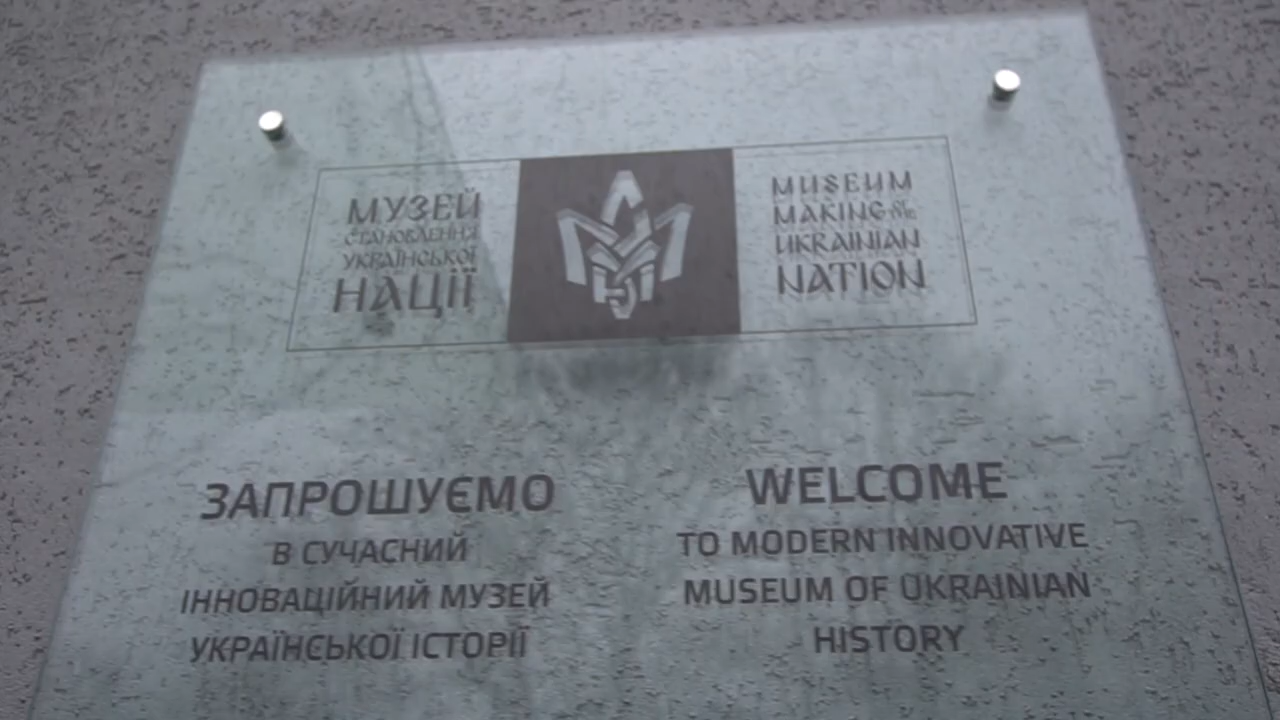 МУЗЕЙ
СТАНОВЛЕННЯ
УКРАЇНСЬКОЇ
НАЦІЇ
MUSEUM
MAKING of the
UKRAINIAN
NATION
ЗАПРОШУЄМО
В СУЧАСНИЙ
ІННОВАЦІЙНИЙ МУЗЕЙ
УКРАЇНСЬКОЇ ІСТОРІЇ
WELCOME
TO MODERN INNOVATIVE
MUSEUM OF UKRAINIAN
HISTORY